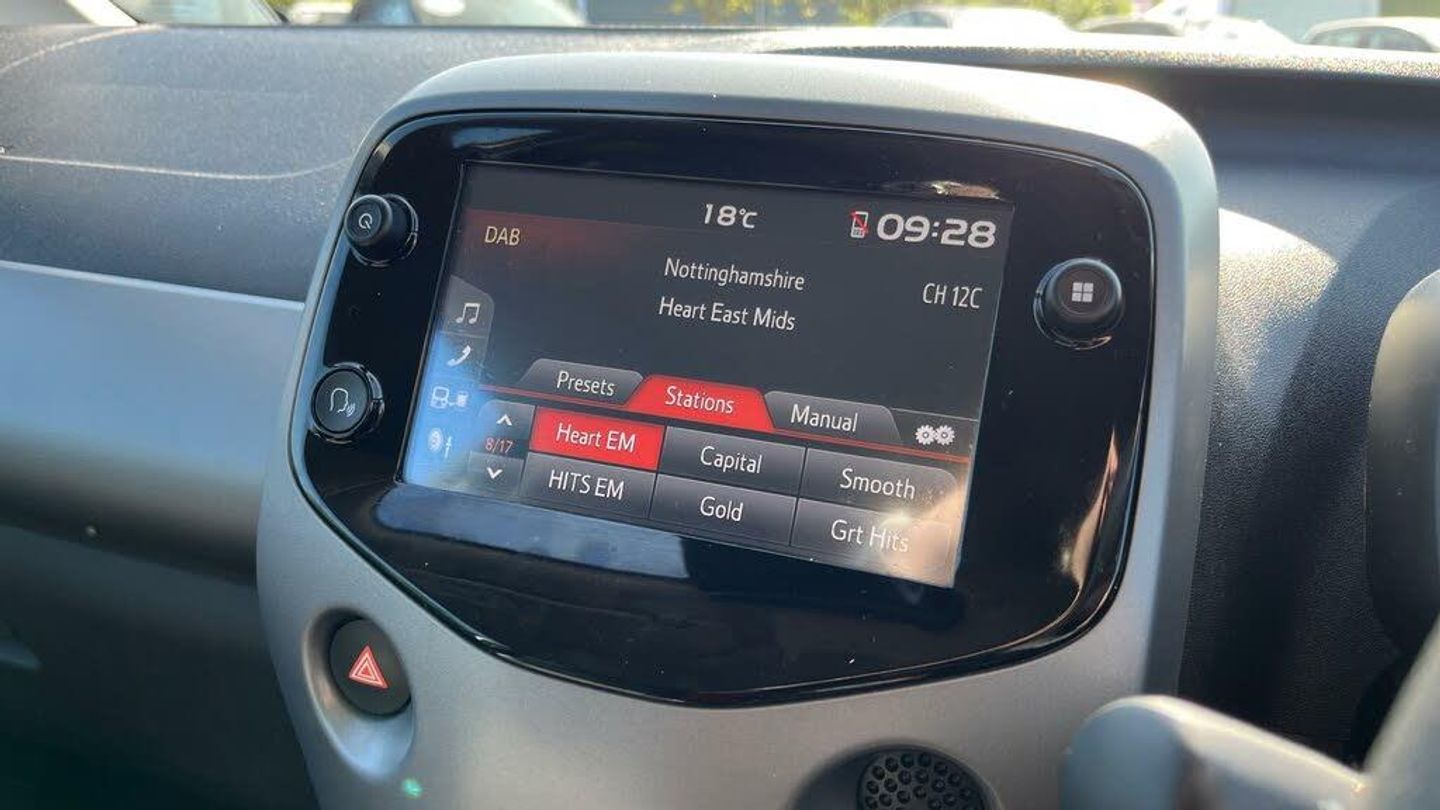 18°C
09:28
DAB
Nottinghamshire
CH 12C
Heart East Mids
Presets
Stations
Manual
8/17
Heart EM
Capital
Smooth
HITS EM
Gold
Grt Hits